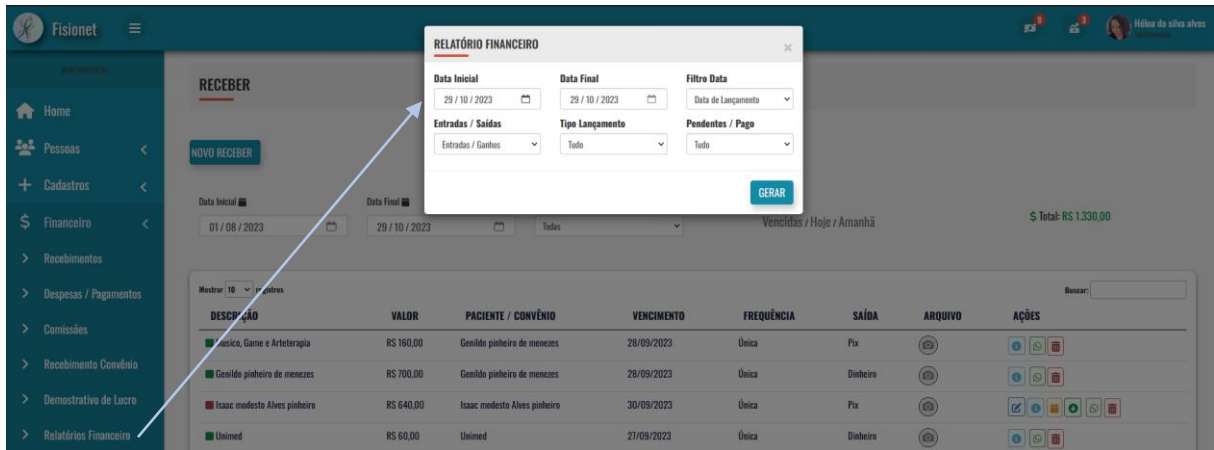 Fisionet
9
3
Héloa da silva alves
RELATÓRIO FINANCEIRO
×
Data Inicial
Data Final
Filtro Data
29 / 10 / 2023
29 / 10 / 2023
Data de Lançamento
Entradas / Saídas
Tipo Lançamento
Pendentes / Pago
Entradas / Ganhos
Tudo
Tudo
GERAR
Home
Pessoas
Cadastros
Financeiro
Recebimentos
Despesas / Pagamentos
Comissões
Recebimento Convênio
Demostrativo de Lucro
Relatórios Financeiro
RECEBER
NOVO RECEBER
Data Inicial
Data Final
01 / 08 / 2023
29 / 10 / 2023
Todas
Vencidas / Hoje / Amanhã
$ Total: R$ 1.330,00
Mostrar 10 registros
Buscar:
DESCRIÇÃO VALOR PACIENTE / CONVÊNIO VENCIMENTO FREQUÊNCIA SAÍDA ARQUIVO AÇÕES
Musico, Game e Arteterapia R$ 160,00 Genildo pinheiro de menezes 28/09/2023 Única Pix
Genildo pinheiro de menezes R$ 700,00 Genildo pinheiro de menezes 28/09/2023 Única Dinheiro
Isaac modesto Alves pinheiro R$ 640,00 Isaac modesto Alves pinheiro 30/09/2023 Única Pix
Unimed R$ 60,00 Unimed 27/09/2023 Única Dinheiro